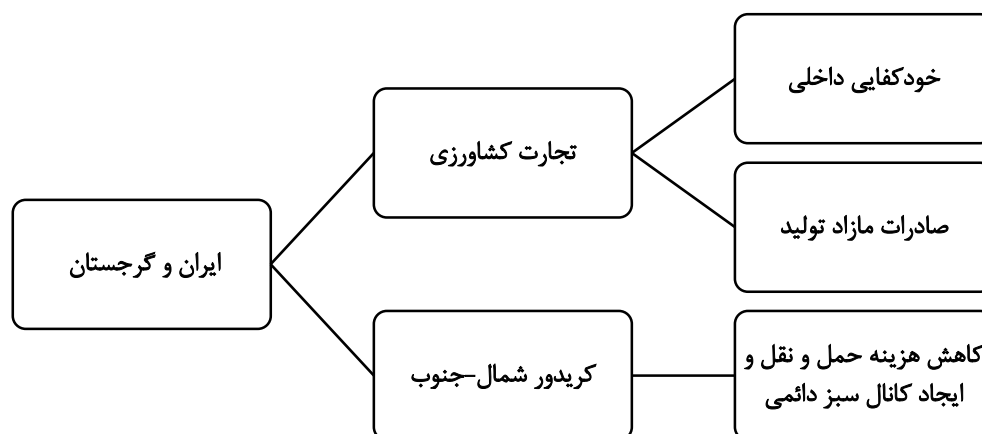 ایران و گرجستان
تجارت کشاورزی
خودکفایی داخلی
صادرات مازاد تولید
کریدور شمال-جنوب
کاهش هزینه حمل و نقل و
ایجاد کانال سبز دائمی